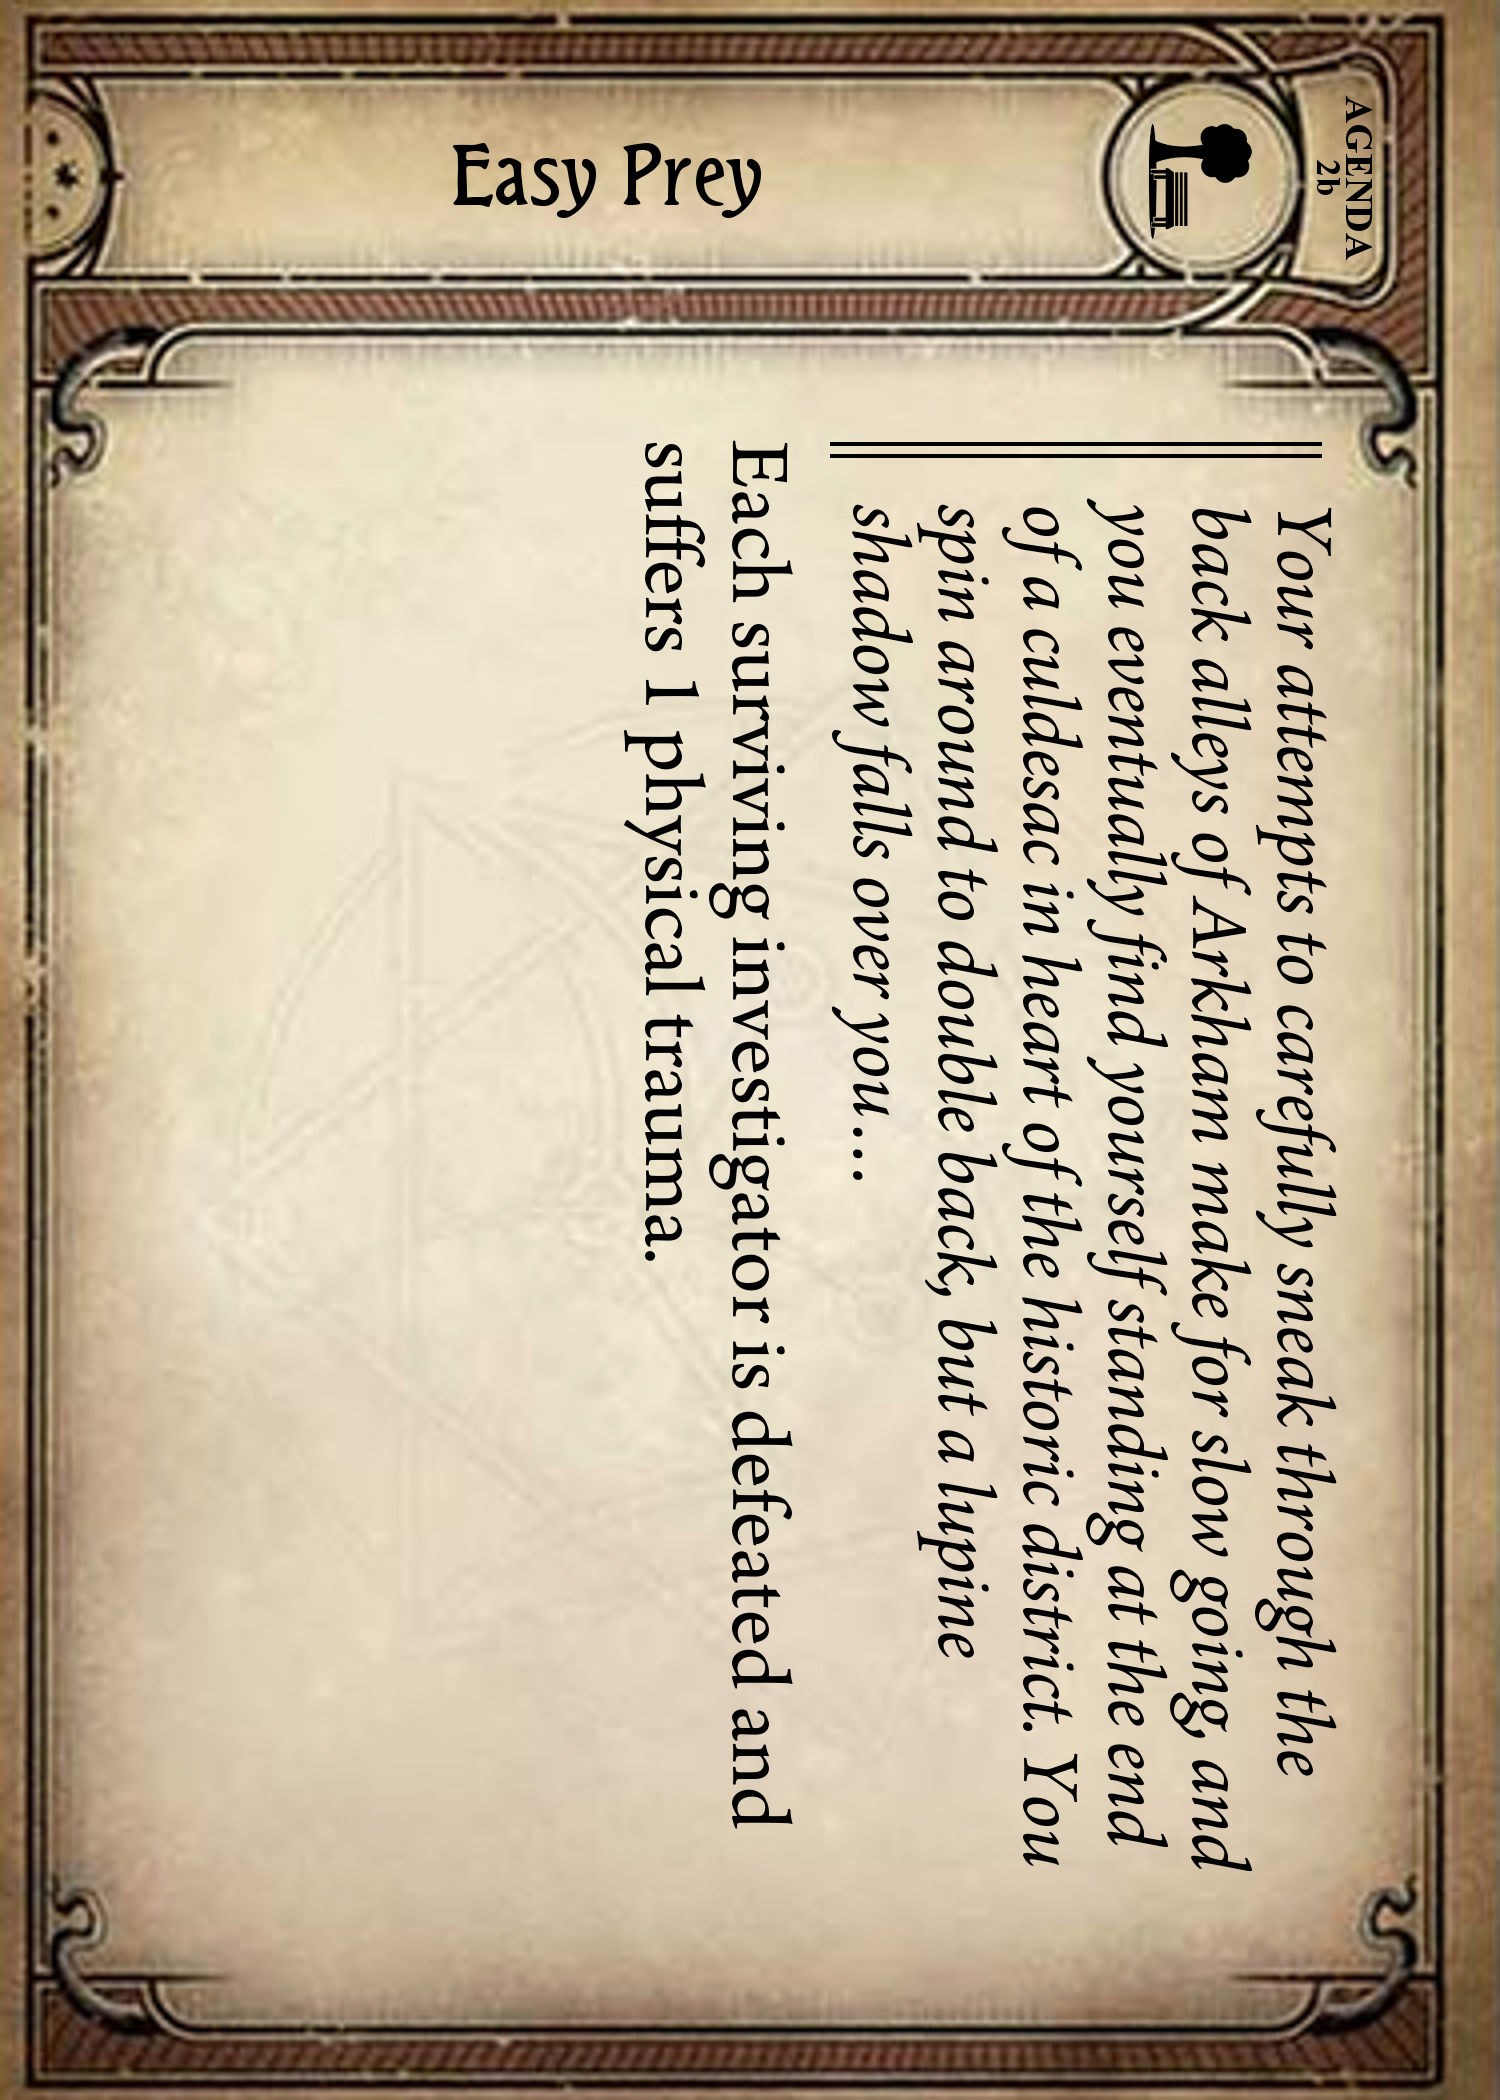 AGENDA
2b
Easy Prey
Your attempts to carefully sneak through the
back alleys of Arkham make for slow going, and
you eventually find yourself standing at the end
of a culdesac in heart of the historic district. You
spin around to double back, but a lupine
shadow falls over you…
Each surviving investigator is defeated and
suffers 1 physical trauma.